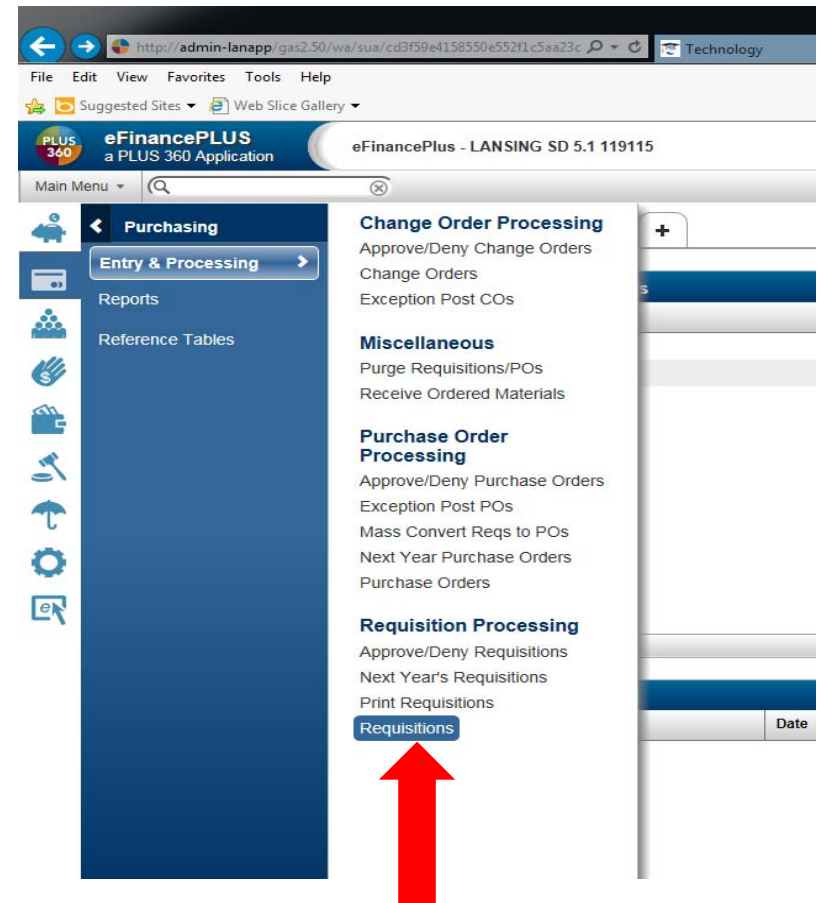 http://admin-lanapp/gas2.50/wa/sua/cd3f59e4158550e552f1c5aa23c
Technology
File Edit View Favorites Tools Help
Suggested Sites Web Slice Gallery
PLUS 360
eFinancePLUS
a PLUS 360 Application
eFinancePlus - LANSING SD 5.1 119115
Main Menu
Purchasing
Entry & Processing
Reports
Reference Tables
Change Order Processing
Approve/Deny Change Orders
Change Orders
Exception Post COs
Miscellaneous
Purge Requisitions/POs
Receive Ordered Materials
Purchase Order
Processing
Approve/Deny Purchase Orders
Exception Post POs
Mass Convert Reqs to POs
Next Year Purchase Orders
Purchase Orders
Requisition Processing
Approve/Deny Requisitions
Next Year's Requisitions
Print Requisitions
Requisitions
+
s
Date
e